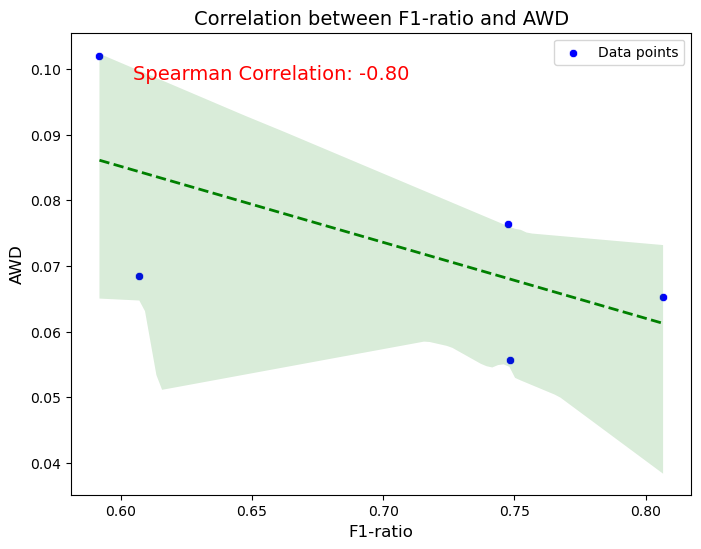 Correlation between F1-ratio and AWD
Data points
Spearman Correlation: -0.80
AWD
0.10
0.09
0.08
0.07
0.06
0.05
0.04
0.60
0.65
0.70
0.75
0.80
F1-ratio